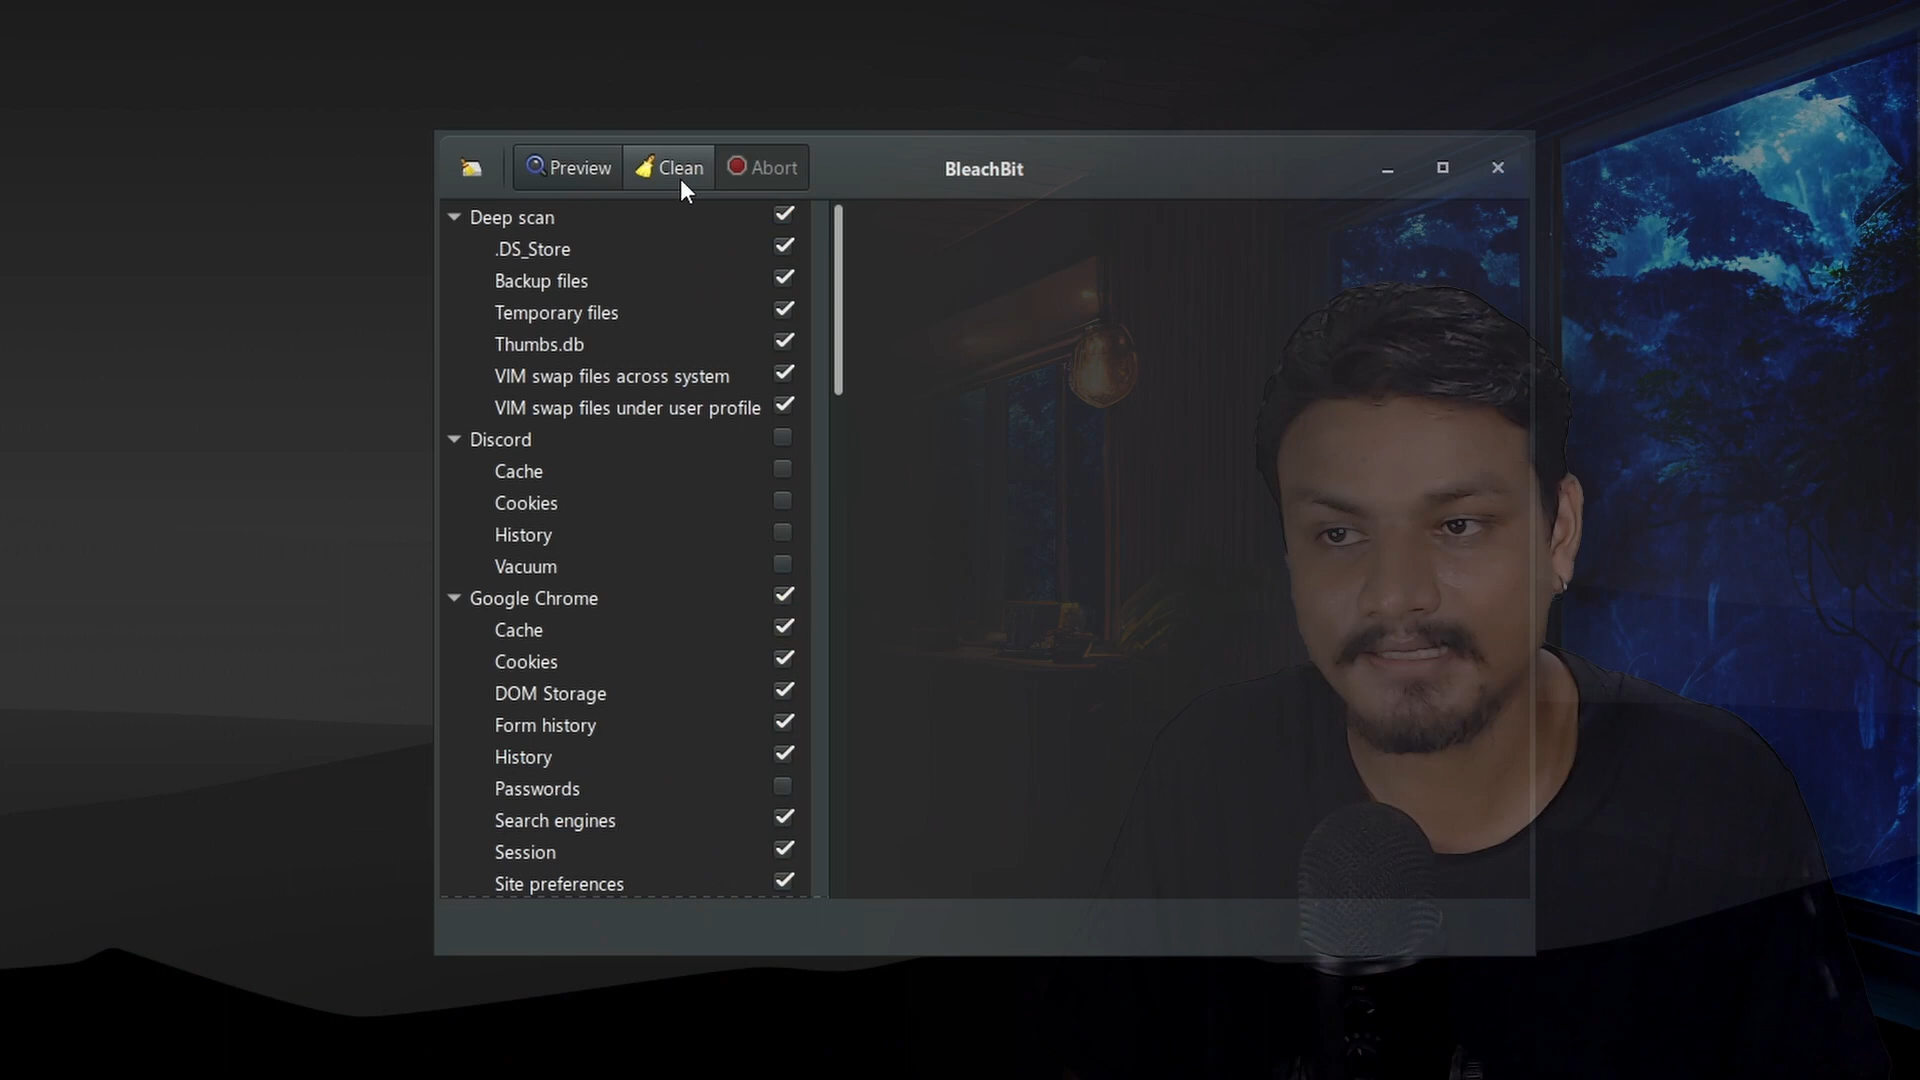 Preview Clean Abort BleachBit
Deep scan
.DS_Store
Backup files
Temporary files
Thumbs.db
VIM swap files across system
VIM swap files under user profile
Discord
Cache
Cookies
History
Vacuum
Google Chrome
Cache
Cookies
DOM Storage
Form history
History
Passwords
Search engines
Session
Site preferences